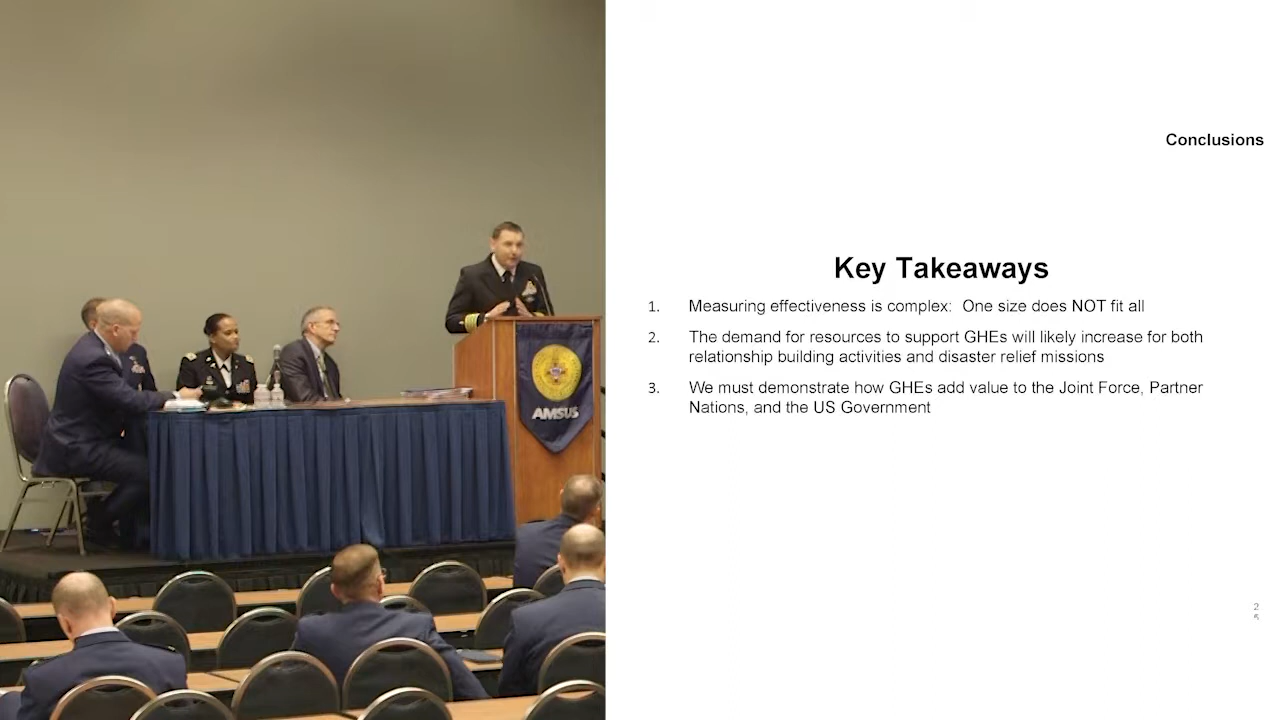 Conclusions
Key Takeaways
1. Measuring effectiveness is complex: One size does NOT fit all
2. The demand for resources to support GHEs will likely increase for both
relationship building activities and disaster relief missions
3. We must demonstrate how GHEs add value to the Joint Force, Partner
Nations, and the US Government
AMSUS
2